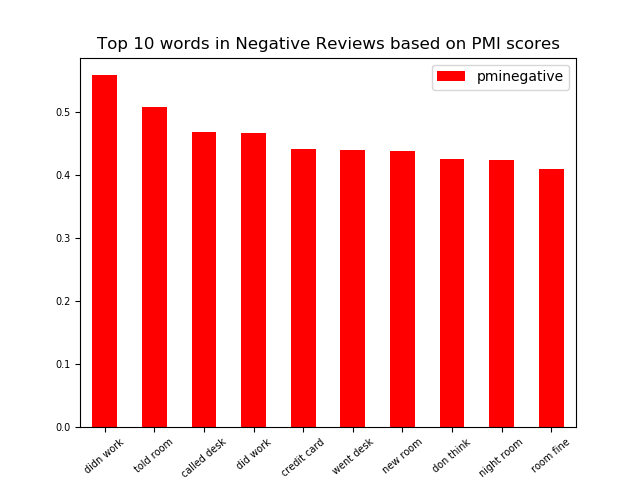 Top 10 words in Negative Reviews based on PMI scores
pminegative
0.5
0.4
0.3
0.2
0.1
0.0
didn work
told room
called desk
did work
credit card
went desk
new room
don think
night room
room fine